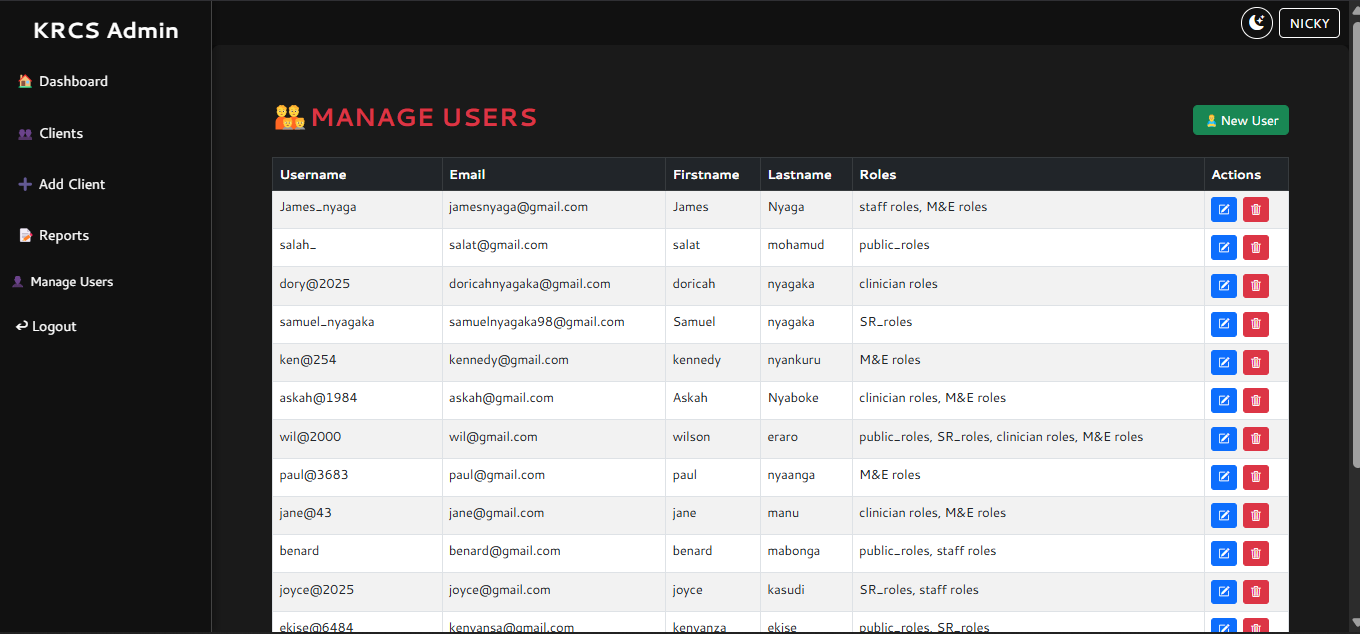 KRCS Admin
NICKY
Dashboard
Clients
Add Client
Reports
Manage Users
Logout
MANAGE USERS
New User
Username Email Firstname Lastname Roles Actions
James_nyaga jamesnyaga@gmail.com James Nyaga staff roles, M&E roles
salah_ salat@gmail.com salat mohamud public_roles
dory@2025 doricahnyagaka@gmail.com doricah nyagaka clinician roles
samuel_nyagaka samuelnyagaka98@gmail.com Samuel nyagaka SR_roles
ken@254 kennedy@gmail.com kennedy nyankuru M&E roles
askah@1984 askah@gmail.com Askah Nyaboke clinician roles, M&E roles
wil@2000 wil@gmail.com wilson eraro public_roles, SR_roles, clinician roles, M&E roles
paul@3683 paul@gmail.com paul nyaanga M&E roles
jane@43 jane@gmail.com jane manu clinician roles, M&E roles
benard benard@gmail.com benard mabonga public_roles, staff roles
joyce@2025 joyce@gmail.com joyce kasudi SR_roles, staff roles
ekise@6484 kenyansa@gmail.com kenyanza ekise public_roles, SR_roles